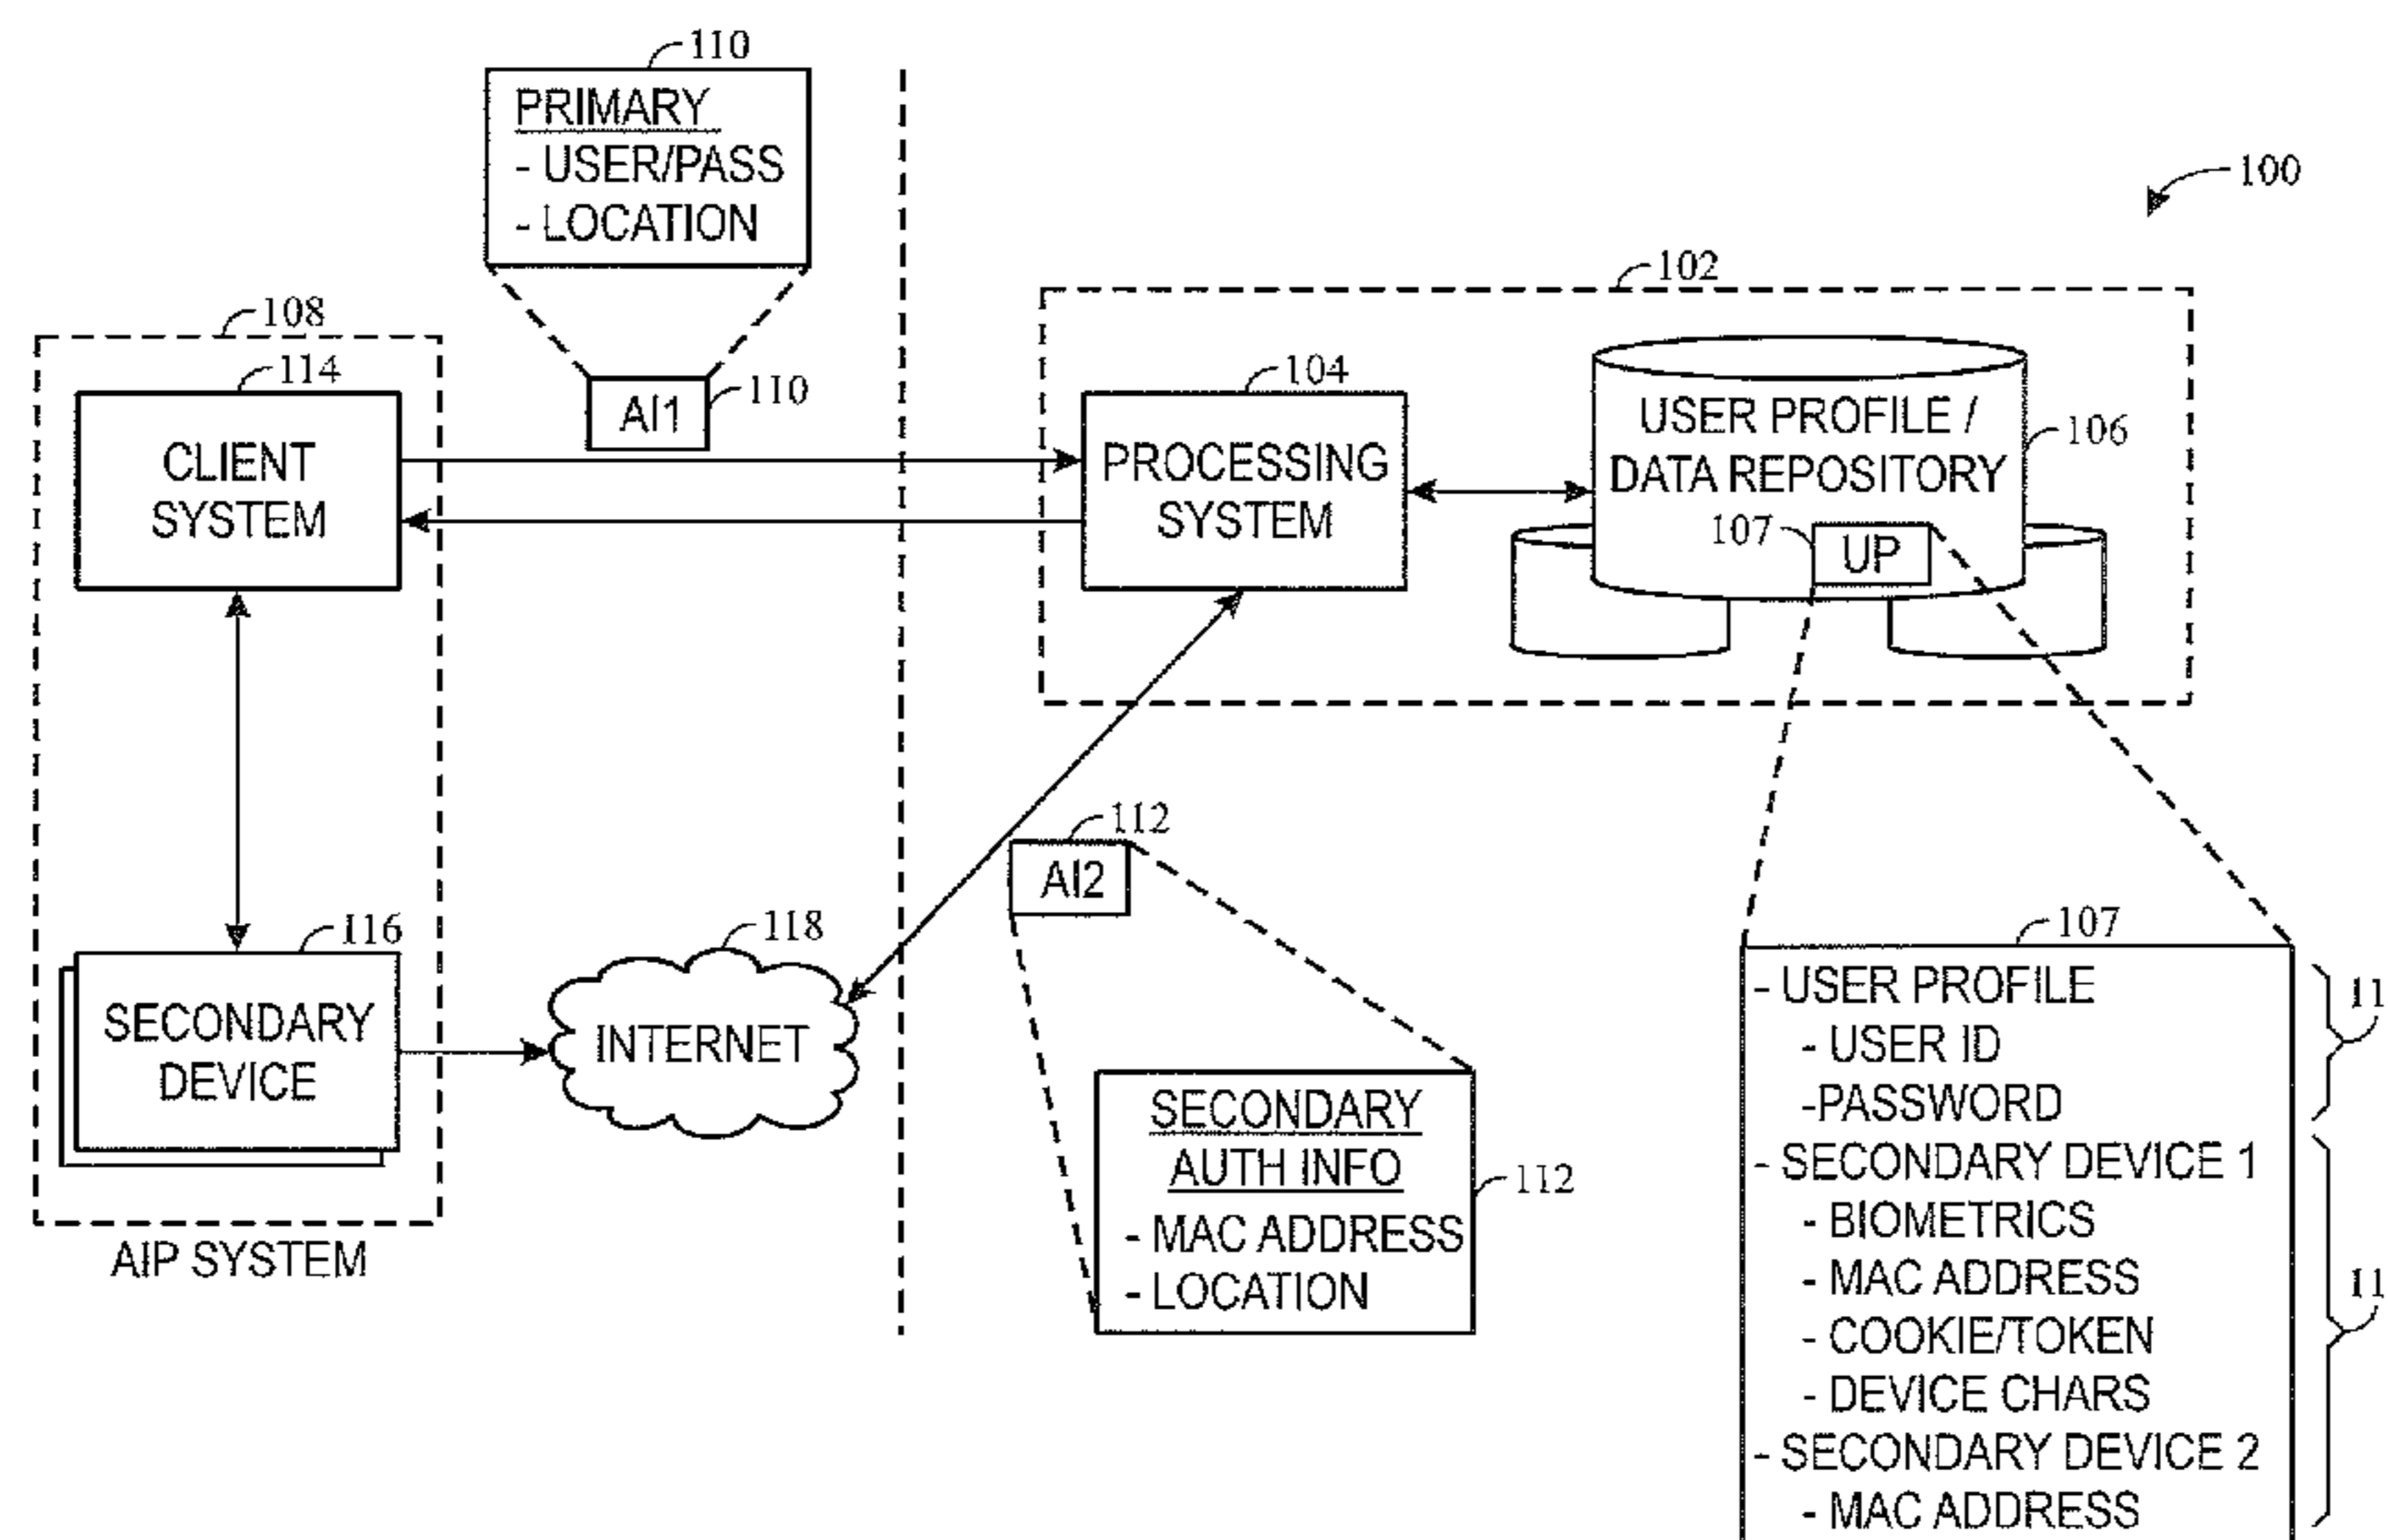 110
PRIMARY
- USER/PASS
- LOCATION
100
102
108
114
CLIENT
SYSTEM
AI1
110
104
PROCESSING
SYSTEM
USER PROFILE /
DATA REPOSITORY
106
107
UP
116
SECONDARY
DEVICE
AIP SYSTEM
118
INTERNET
112
AI2
SECONDARY
AUTH INFO
- MAC ADDRESS
- LOCATION
112
107
- USER PROFILE
- USER ID
-PASSWORD
- SECONDARY DEVICE 1
- BIOMETRICS
- MAC ADDRESS
- COOKIE/TOKEN
- DEVICE CHARS
- SECONDARY DEVICE 2
- MAC ADDRESS
11
11